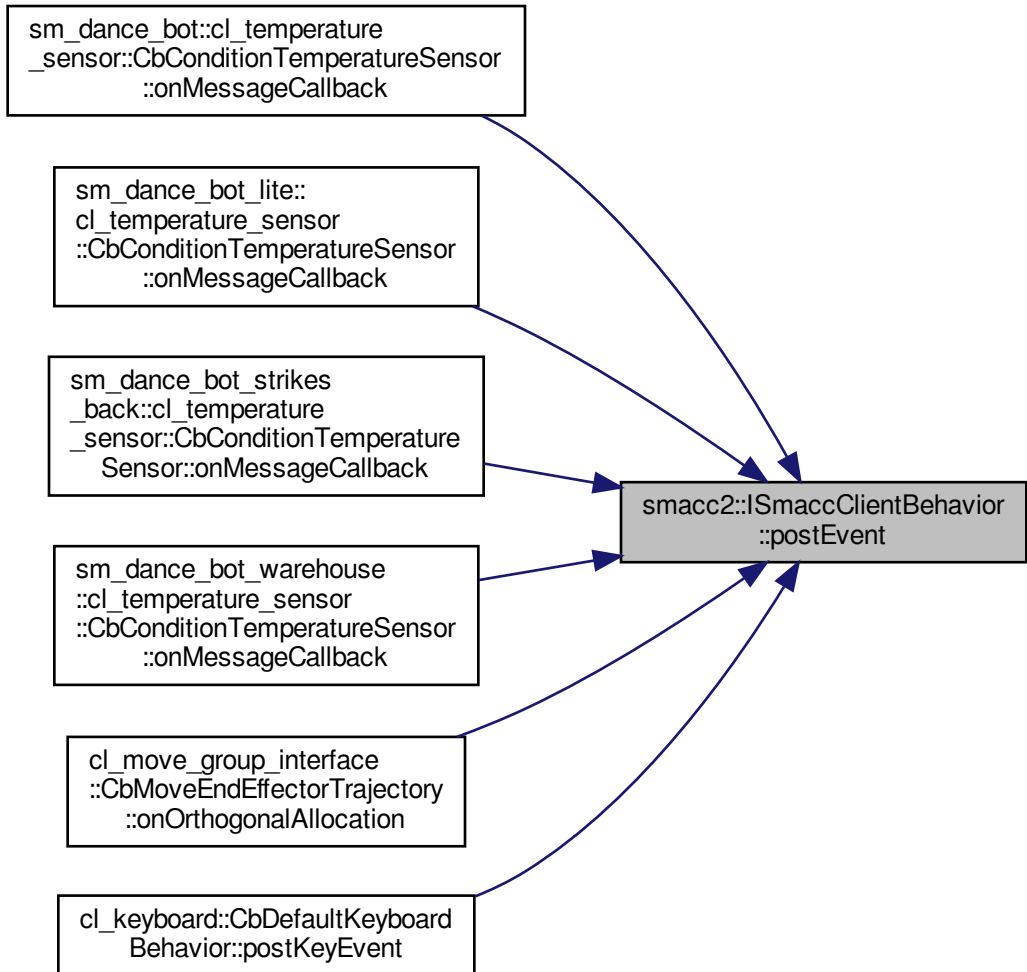 sm_dance_bot::cl_temperature
_sensor::CbConditionTemperatureSensor
::onMessageCallback
sm_dance_bot_lite::
cl_temperature_sensor
::CbConditionTemperatureSensor
::onMessageCallback
sm_dance_bot_strikes
_back::cl_temperature
_sensor::CbConditionTemperature
Sensor::onMessageCallback
smacc2::ISmaccClientBehavior
::postEvent
sm_dance_bot_warehouse
::cl_temperature_sensor
::CbConditionTemperatureSensor
::onMessageCallback
cl_move_group_interface
::CbMoveEndEffectorTrajectory
::onOrthogonalAllocation
cl_keyboard::CbDefaultKeyboard
Behavior::postKeyEvent